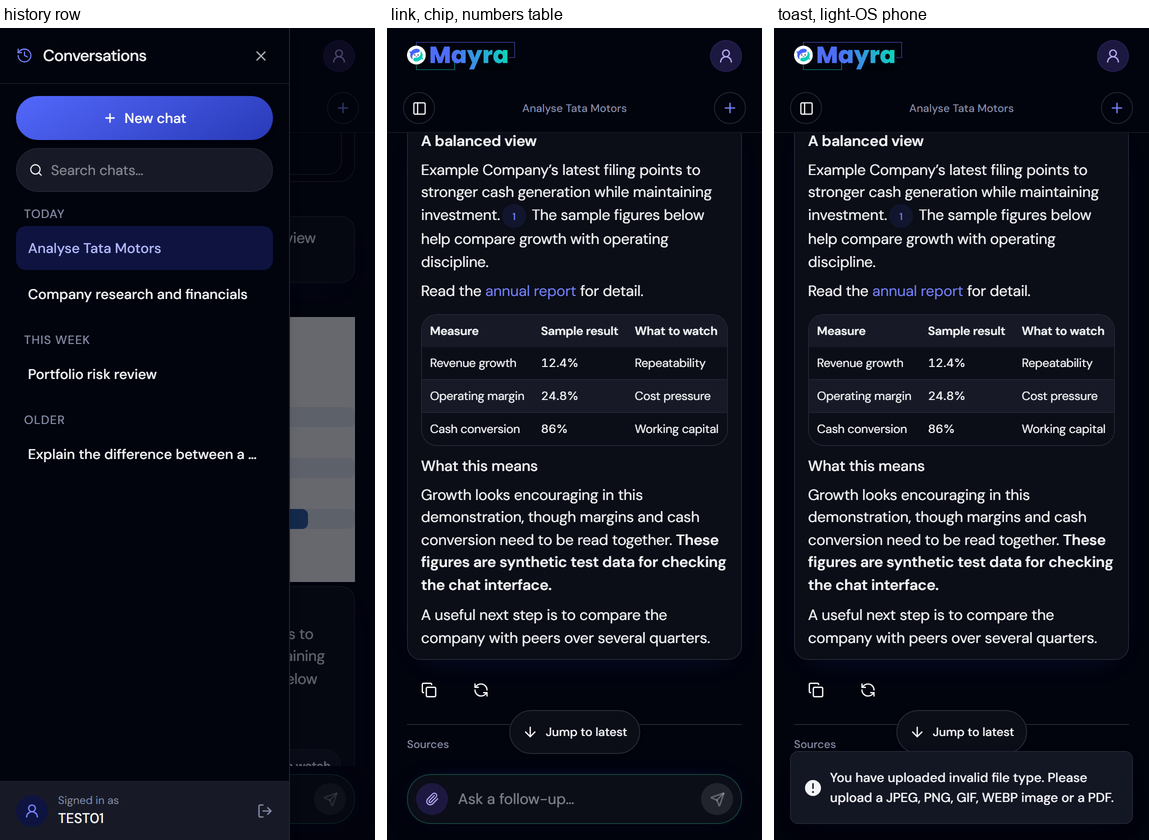 history row
Conversations
New chat
Search chats...
TODAY
Analyse Tata Motors
Company research and financials
THIS WEEK
Portfolio risk review
OLDER
Explain the difference between a ...
view
s to
aining
elow
watch
Signed in as
TEST01
link, chip, numbers table
Mayra
Analyse Tata Motors
A balanced view
Example Company’s latest filing points to
stronger cash generation while maintaining
investment. 1 The sample figures below
help compare growth with operating
discipline.
Read the annual report for detail.
Measure Sample result What to watch
Revenue growth 12.4% Repeatability
Operating margin 24.8% Cost pressure
Cash conversion 86% Working capital
What this means
Growth looks encouraging in this
demonstration, though margins and cash
conversion need to be read together. These
figures are synthetic test data for checking
the chat interface.
A useful next step is to compare the
company with peers over several quarters.
Jump to latest
Sources
Ask a follow-up...
toast, light-OS phone
Mayra
Analyse Tata Motors
A balanced view
Example Company’s latest filing points to
stronger cash generation while maintaining
investment. 1 The sample figures below
help compare growth with operating
discipline.
Read the annual report for detail.
Measure Sample result What to watch
Revenue growth 12.4% Repeatability
Operating margin 24.8% Cost pressure
Cash conversion 86% Working capital
What this means
Growth looks encouraging in this
demonstration, though margins and cash
conversion need to be read together. These
figures are synthetic test data for checking
the chat interface.
A useful next step is to compare the
company with peers over several quarters.
Jump to latest
Sources
You have uploaded invalid file type. Please
upload a JPEG, PNG, GIF, WEBP image or a PDF.